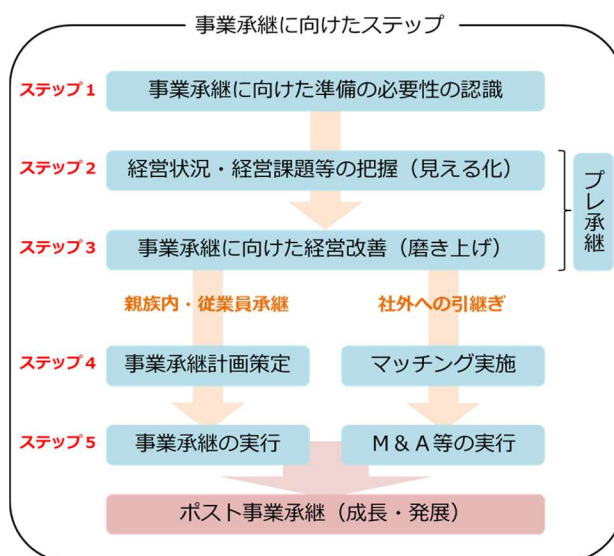 事業承継に向けたステップ
ステップ１
事業承継に向けた準備の必要性の認識
ステップ２
経営状況・経営課題等の把握（見える化）
プレ承継
ステップ３
事業承継に向けた経営改善（磨き上げ）
親族内・従業員承継
社外への引継ぎ
ステップ４
事業承継計画策定
マッチング実施
ステップ５
事業承継の実行
Ｍ＆Ａ等の実行
ポスト事業承継（成長・発展）